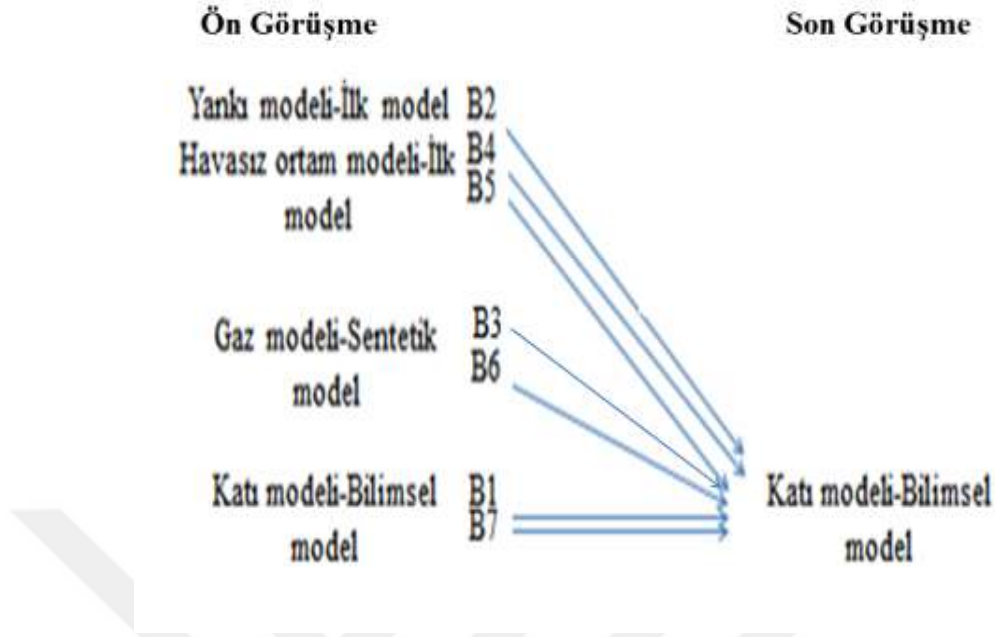 Ön Görüşme Son Görüşme
Yankı modeli-İlk model B2
Havasız ortam modeli-İlk B4
model B5
Gaz modeli-Sentetik B3
model B6
Katı modeli-Bilimsel B1
model B7
Katı modeli-Bilimsel
model